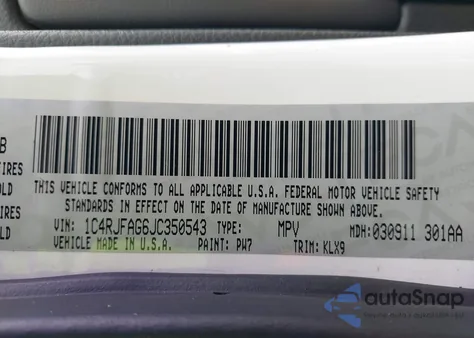 B
IRES
OLD
IRES
OLD
THIS VEHICLE CONFORMS TO ALL APPLICABLE U.S.A. FEDERAL MOTOR VEHICLE SAFETY
STANDARDS IN EFFECT ON THE DATE OF MANUFACTURE SHOWN ABOVE.
VIN: 1C4RJFAG6JC350543 TYPE: MPV MDH: 030911 301AA
VEHICLE MADE IN U.S.A. PAINT: PW7 TRIM: KLX9
autoSnap